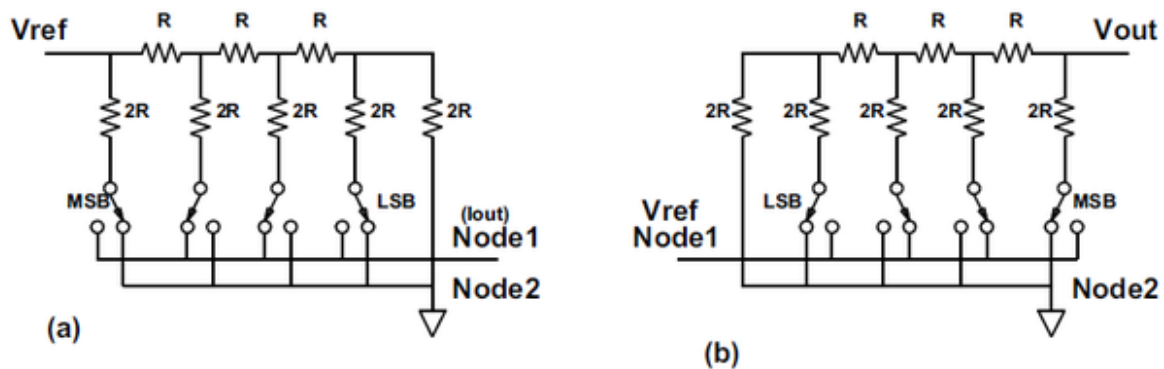 R R R
Vref
2R 2R 2R 2R 2R
MSB LSB
(Iout)
Node1
Node2
(a)
R R R
Vout
2R 2R 2R 2R 2R
LSB MSB
Vref
Node1
Node2
(b)